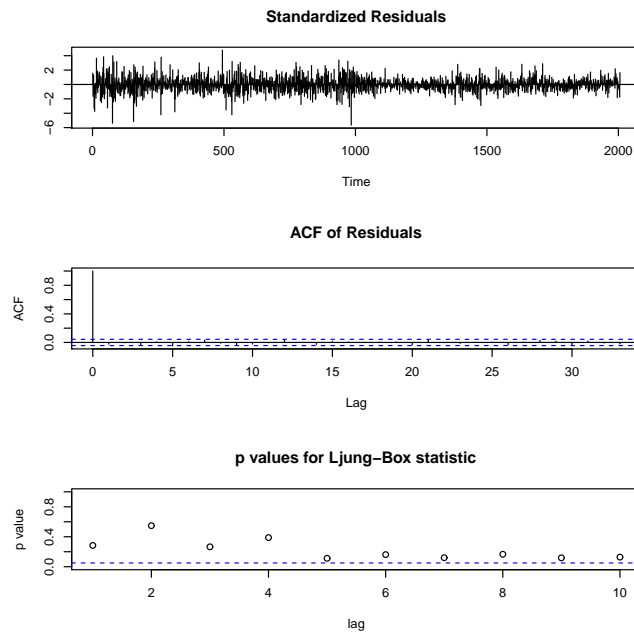 Standardized Residuals
2
−2
−6
0 500 1000 1500 2000
Time
ACF of Residuals
ACF
0.8
0.4
0.0
0 5 10 15 20 25 30
Lag
p values for Ljung−Box statistic
p value
0.8
0.4
0.0
2 4 6 8 10
lag